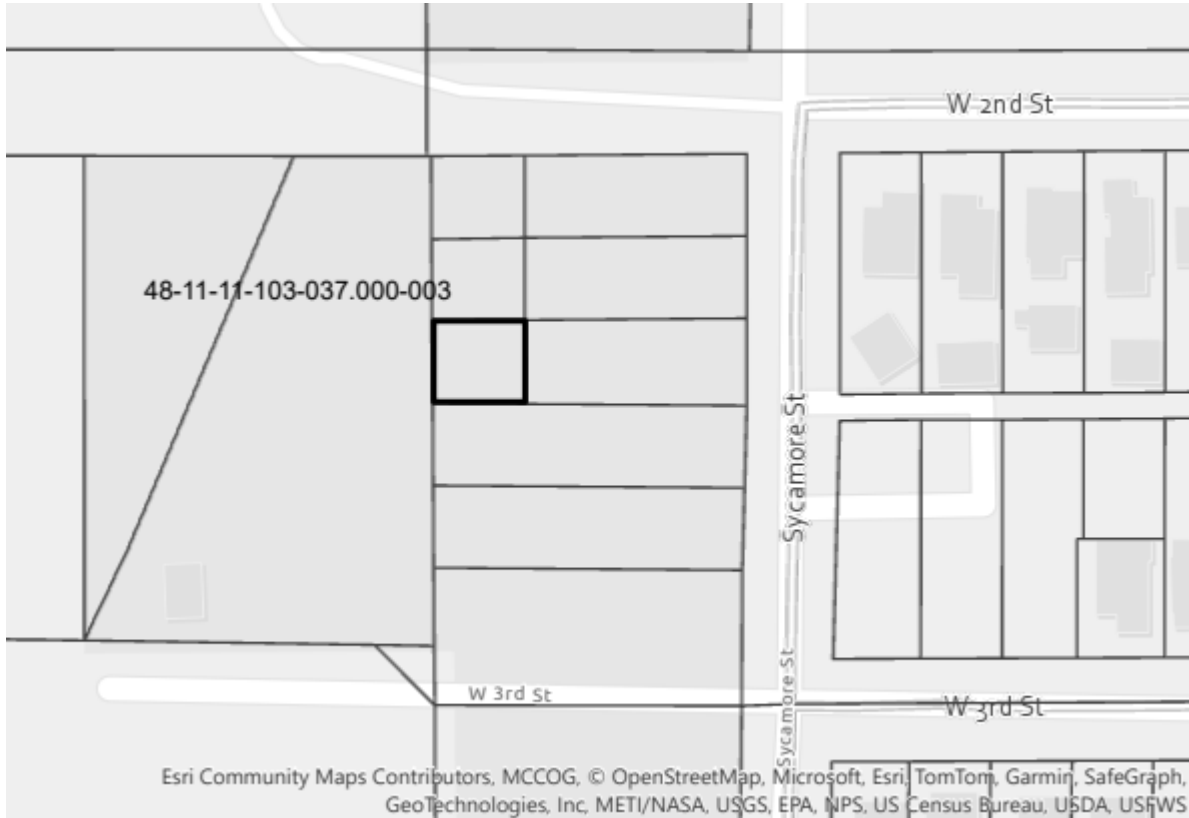 W 2nd St
48-11-11-103-037.000-003
Sycamore St
Sycamore St
W 3rd St
W 3rd St
Esri Community Maps Contributors, MCCOG, © OpenStreetMap, Microsoft, Esri, TomTom, Garmin, SafeGraph,
GeoTechnologies, Inc, METI/NASA, USGS, EPA, NPS, US Census Bureau, USDA, USFWS